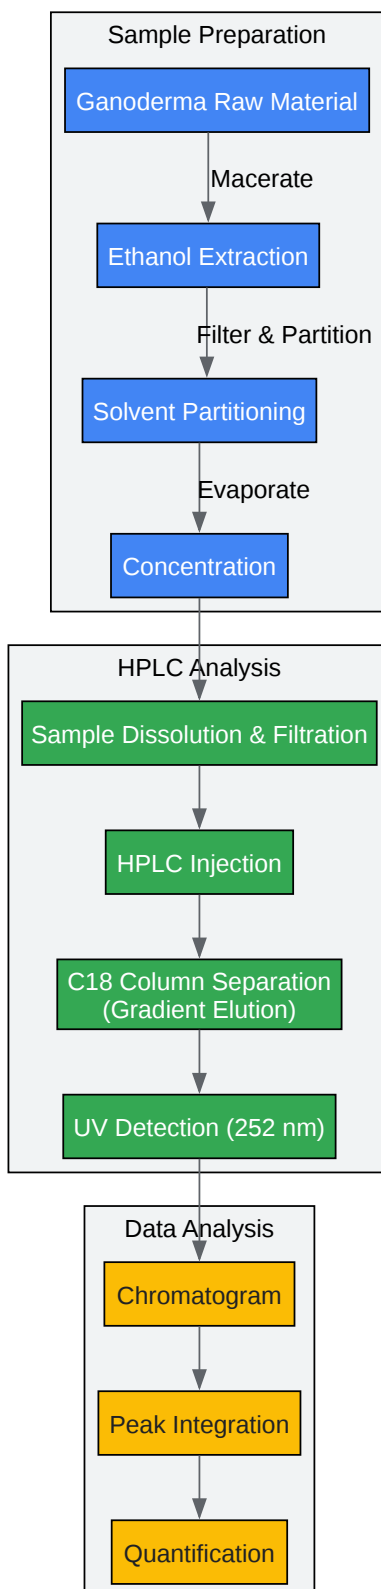 Sample Preparation
Ganoderma Raw Material
Macerate
Ethanol Extraction
Filter & Partition
Solvent Partitioning
Evaporate
Concentration
HPLC Analysis
Sample Dissolution & Filtration
HPLC Injection
C18 Column Separation
(Gradient Elution)
UV Detection (252 nm)
Data Analysis
Chromatogram
Peak Integration
Quantification